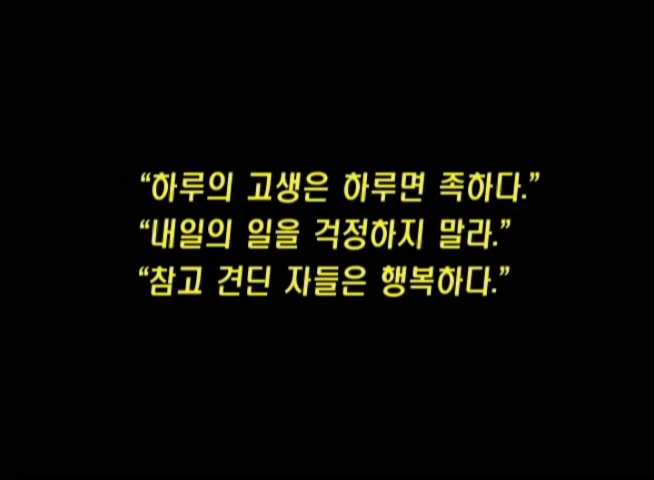 “하루의 고생은 하루면 족하다.”
“내일의 일을 걱정하지 말라.”
“참고 견딘 자들은 행복하다.”